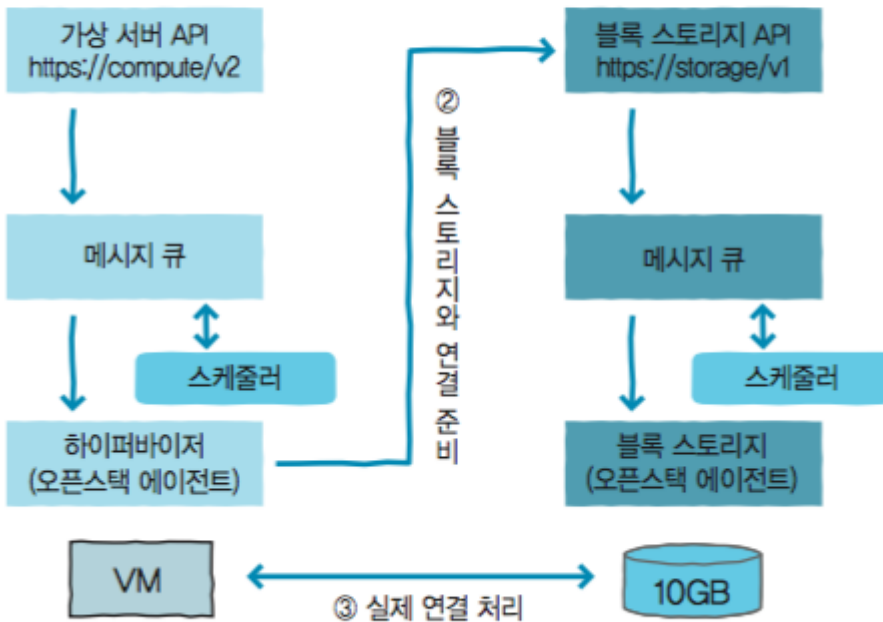 가상 서버 API
https://compute/v2
메시지 큐
스케줄러
하이퍼바이저
(오픈스택 에이전트)
VM
② 블록 스토리지와 연결 준비
③ 실제 연결 처리
블록 스토리지 API
https://storage/v1
메시지 큐
스케줄러
블록 스토리지
(오픈스택 에이전트)
10GB